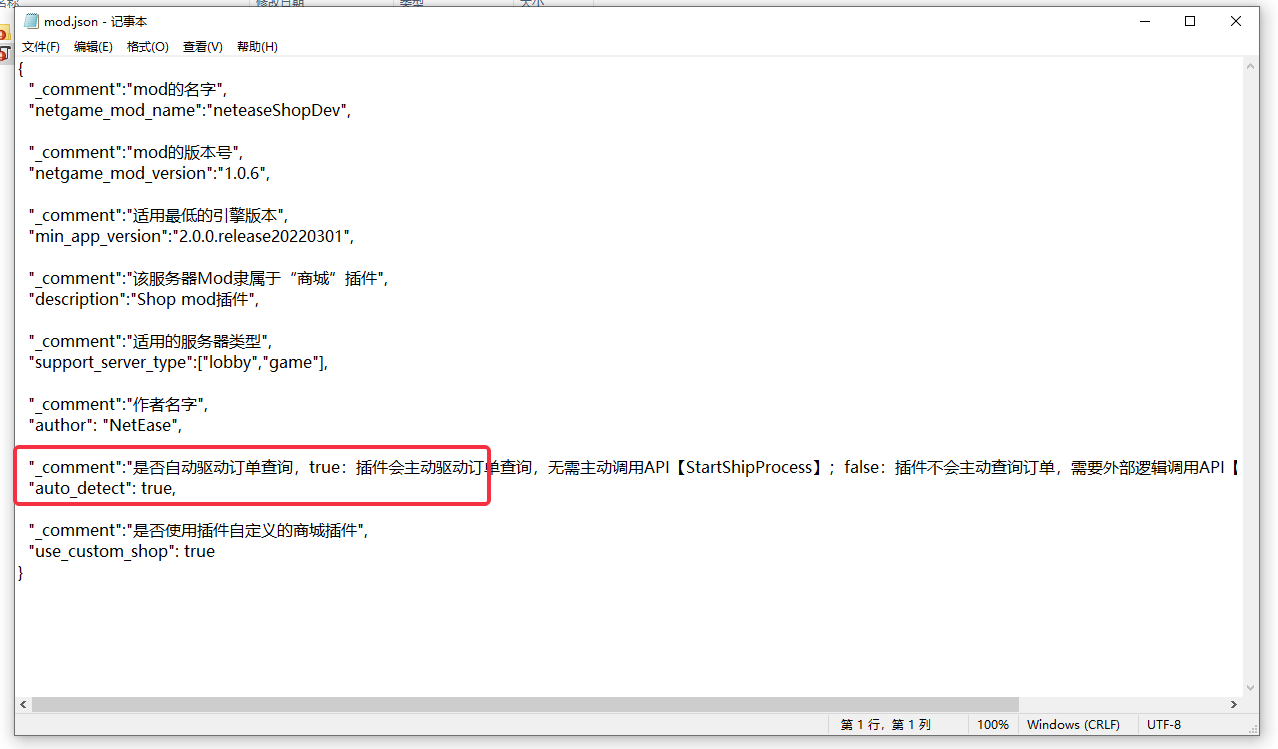 mod.json - 记事本
文件(F) 编辑(E) 格式(O) 查看(V) 帮助(H)
{
"_comment":"mod的名字",
"netgame_mod_name":"neteaseShopDev",
"_comment":"mod的版本号",
"netgame_mod_version":"1.0.6",
"_comment":"适用最低的引擎版本",
"min_app_version":"2.0.0.release20220301",
"_comment":"该服务器Mod隶属于“商城”插件",
"description":"Shop mod插件",
"_comment":"适用的服务器类型",
"support_server_type":["lobby","game"],
"_comment":"作者名字",
"author": "NetEase",
"_comment":"是否自动驱动订单查询，true：插件会主动驱动订单查询，无需主动调用API【StartShipProcess】；false：插件不会主动查询订单，需要外部逻辑调用API【
"auto_detect": true,
"_comment":"是否使用插件自定义的商城插件",
"use_custom_shop": true
}
第 1 行，第 1 列 100% Windows (CRLF) UTF-8